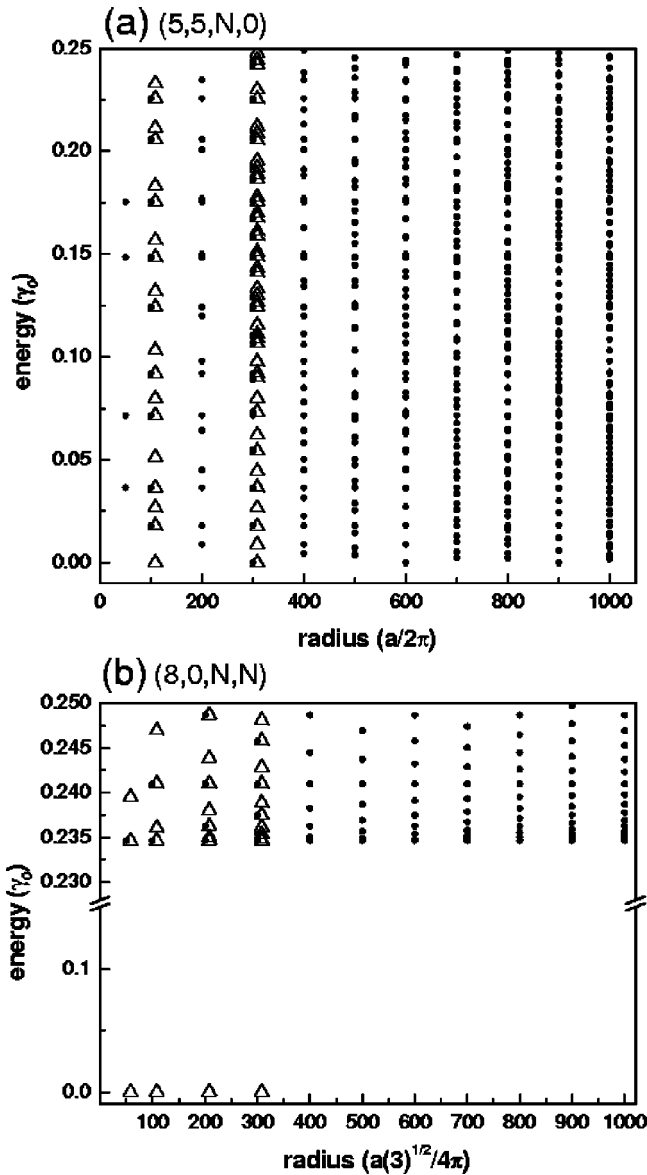 (a) (5,5,N,0)
0.25
0.20
0.15
0.10
0.05
0.00
energy (γ₀)
0 200 400 600 800 1000
radius (a/2π)
(b) (8,0,N,N)
0.250
0.245
0.240
0.235
0.230
0.1
0.0
energy (γ₀)
100 200 300 400 500 600 700 800 900 1000
radius (a(3)^1/2/4π)